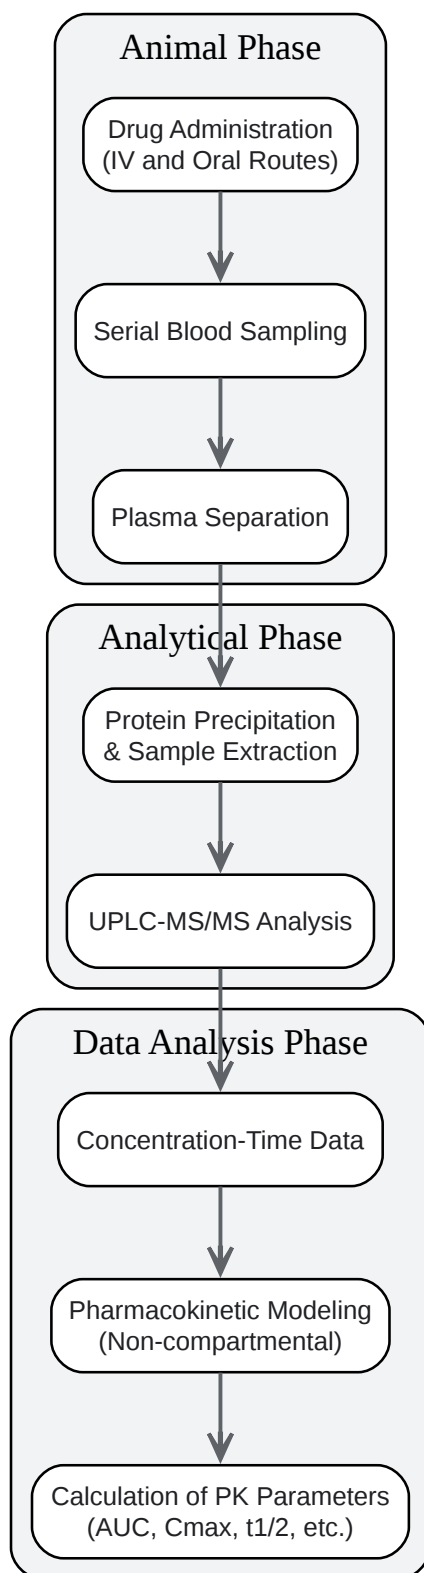 Animal Phase
Drug Administration
(IV and Oral Routes)
Serial Blood Sampling
Plasma Separation
Analytical Phase
Protein Precipitation
& Sample Extraction
UPLC-MS/MS Analysis
Data Analysis Phase
Concentration-Time Data
Pharmacokinetic Modeling
(Non-compartmental)
Calculation of PK Parameters
(AUC, Cmax, t1/2, etc.)